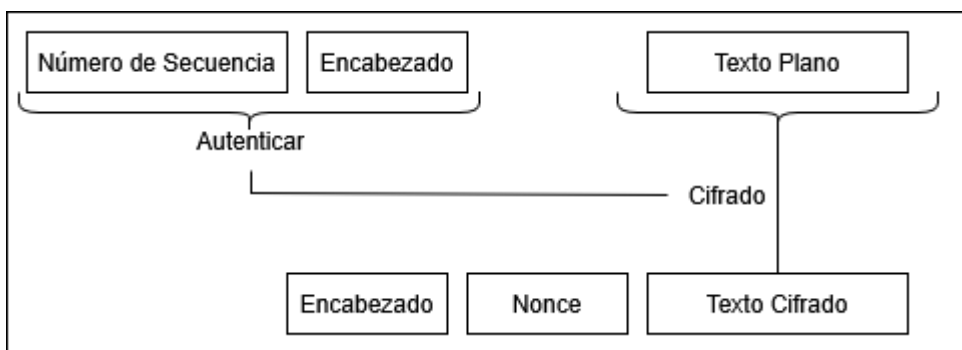 Número de Secuencia
Encabezado
Texto Plano
Autenticar
Cifrado
Encabezado
Nonce
Texto Cifrado